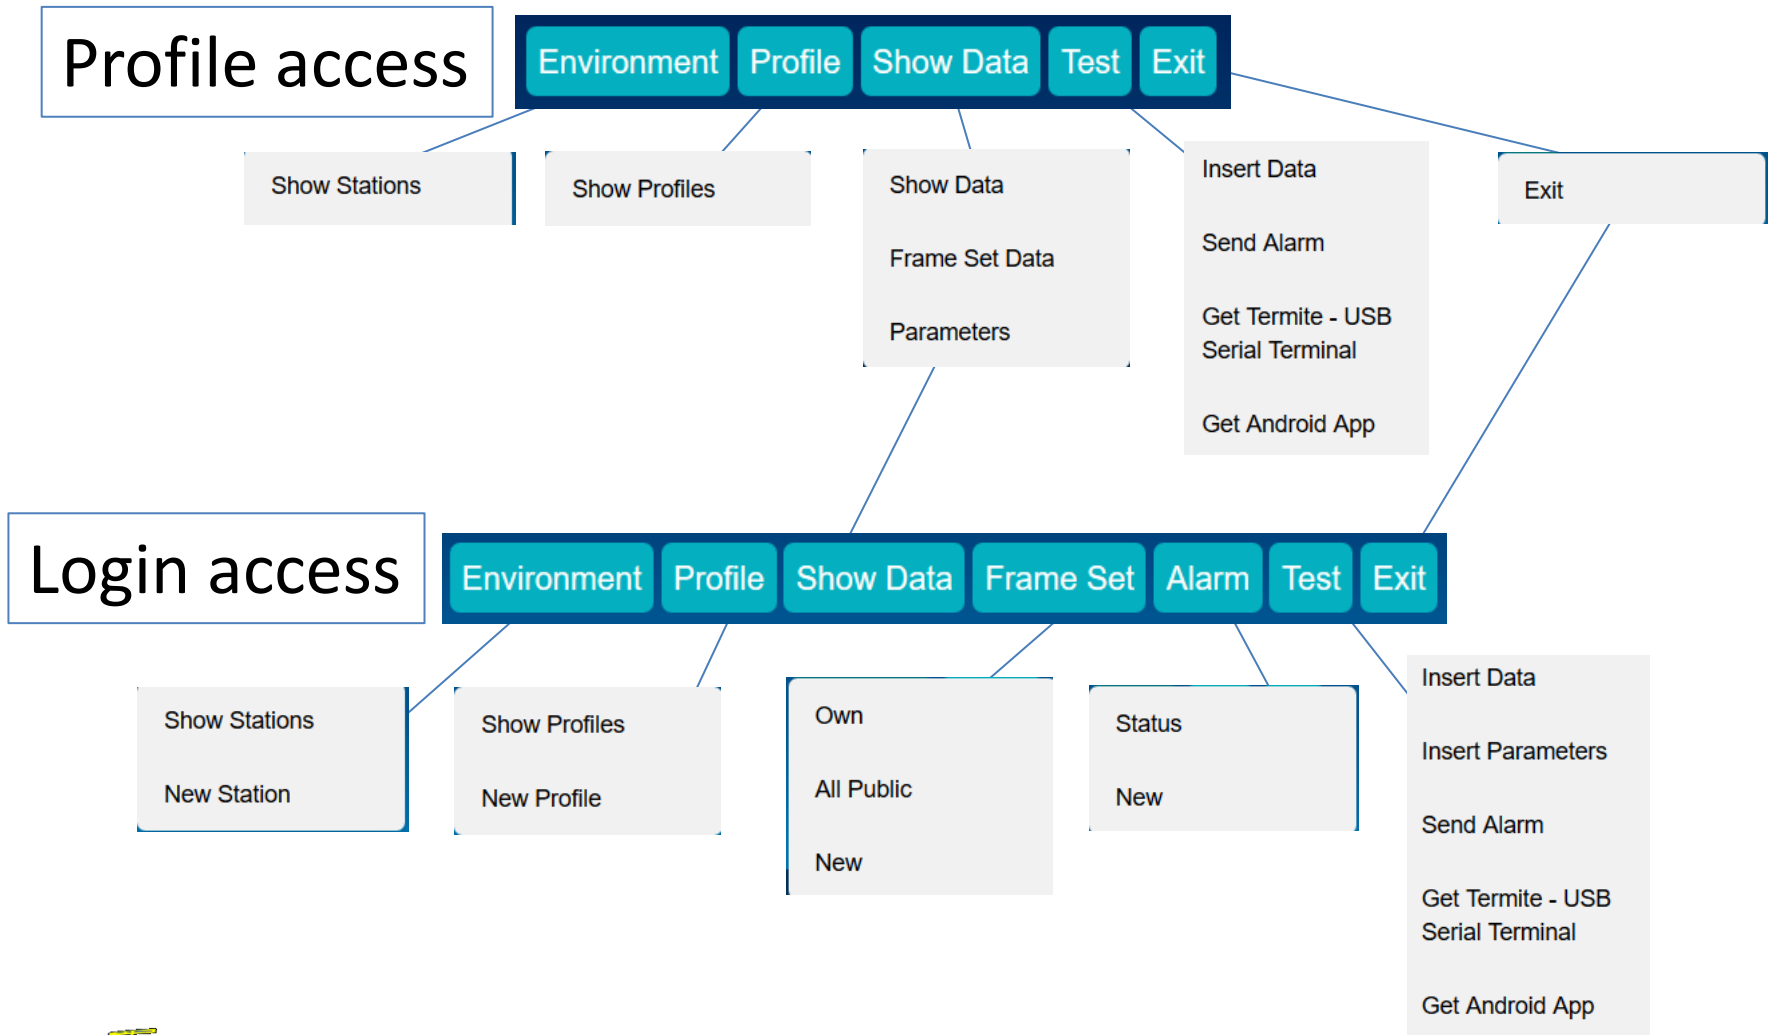 Profile access
Environment Profile Show Data Test Exit
Show Stations
Show Profiles
Show Data
Frame Set Data
Parameters
Insert Data
Send Alarm
Get Termite - USB
Serial Terminal
Get Android App
Exit
Login access
Environment Profile Show Data Frame Set Alarm Test Exit
Show Stations
New Station
Show Profiles
New Profile
Own
All Public
New
Status
New
Insert Data
Insert Parameters
Send Alarm
Get Termite - USB
Serial Terminal
Get Android App